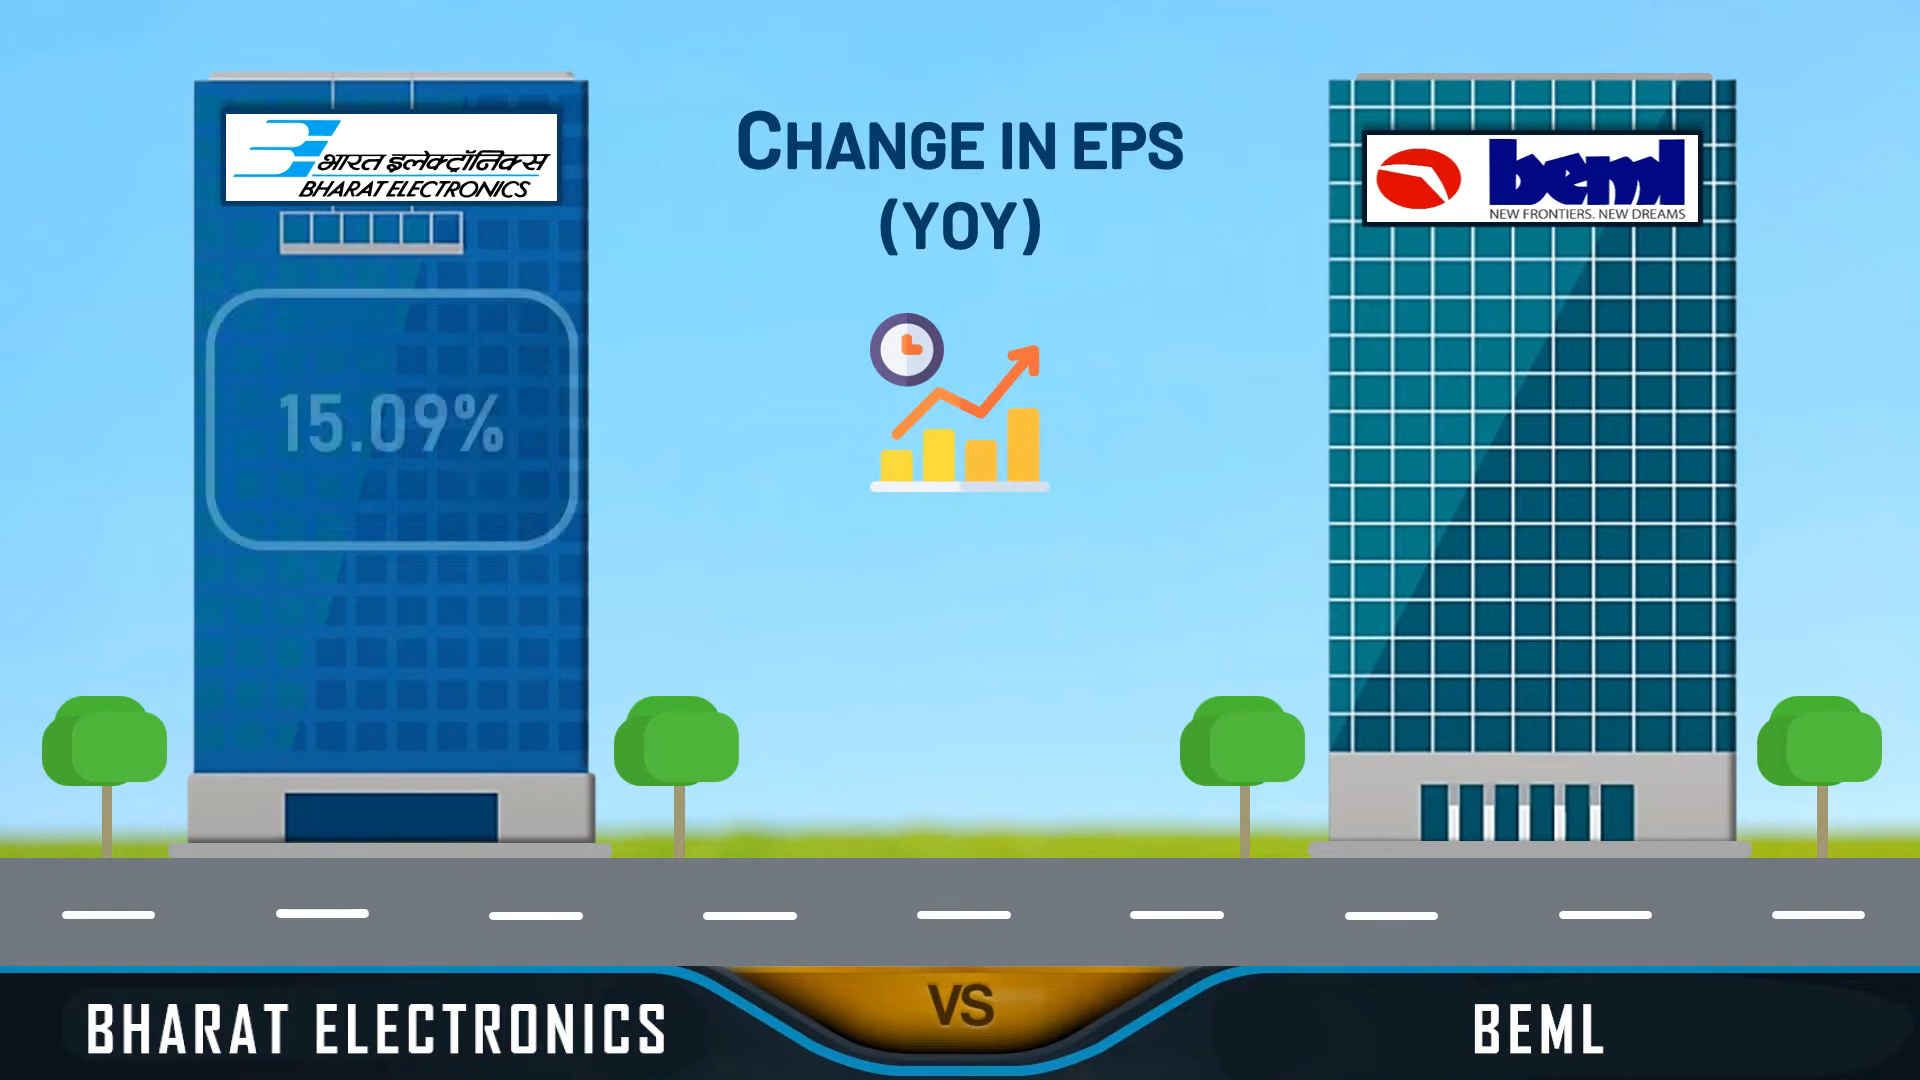 भारत इलेक्ट्रॉनिक्स
BHARAT ELECTRONICS
CHANGE IN EPS
(YOY)
beml
NEW FRONTIERS. NEW DREAMS
15.09%
BHARAT ELECTRONICS
VS
BEML